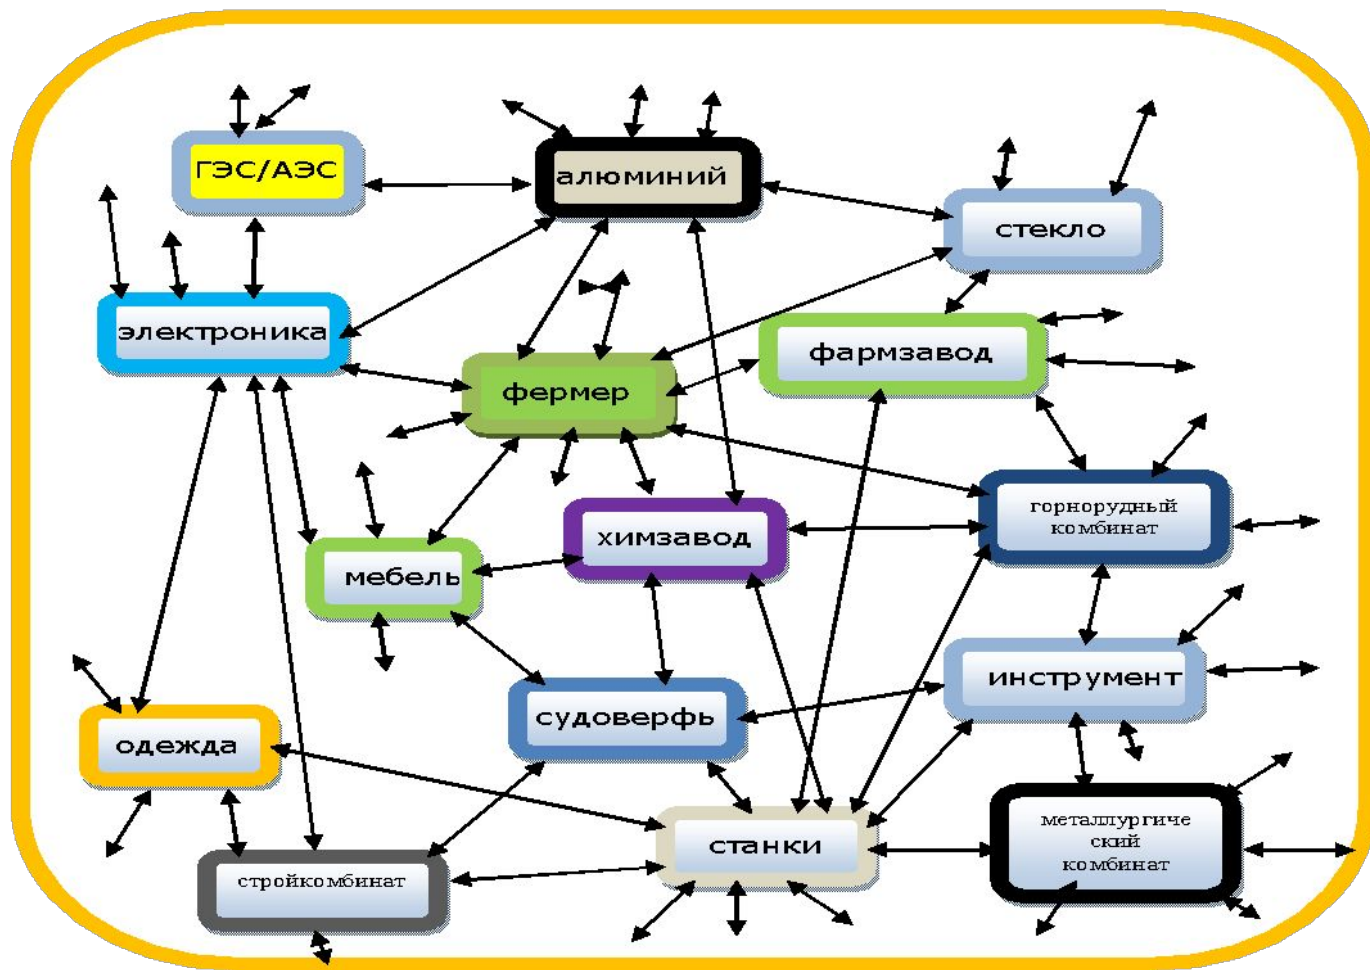 ГЭС/АЭС
алюминий
стекло
электроника
фармзавод
фермер
горнорудный
комбинат
химзавод
мебель
инструмент
судоверфь
одежда
металлургиче
ский
комбинат
станки
стройкомбинат